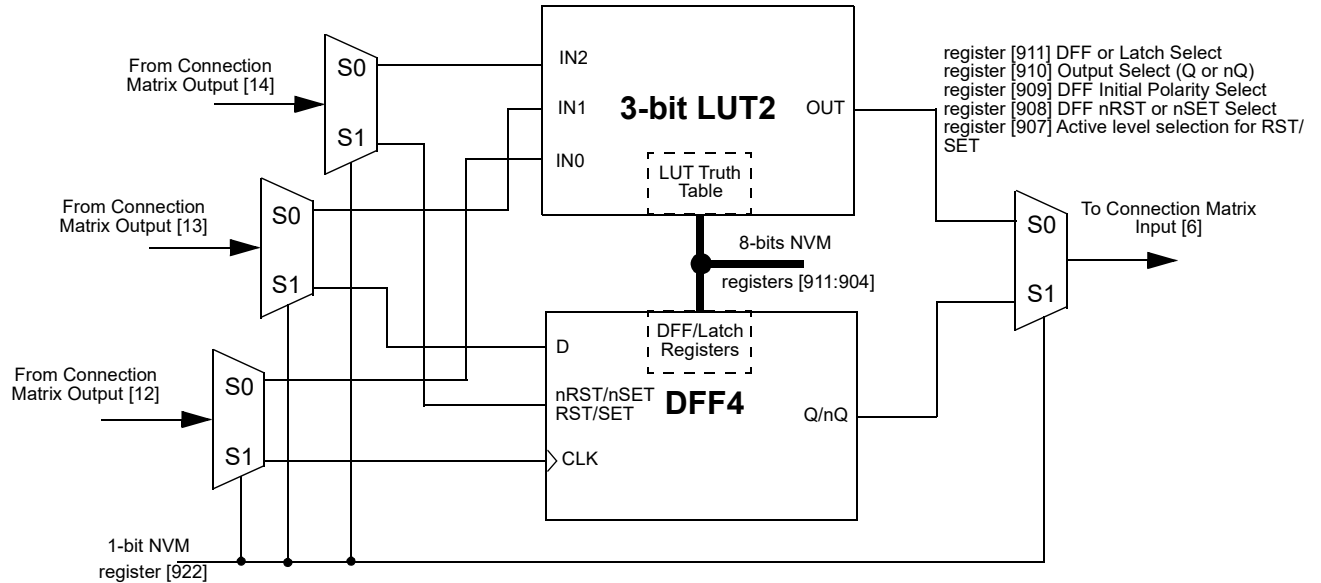 From Connection
Matrix Output [14]
S0
S1
IN2
IN1
IN0
3-bit LUT2
OUT
LUT Truth
Table
register [911] DFF or Latch Select
register [910] Output Select (Q or nQ)
register [909] DFF Initial Polarity Select
register [908] DFF nRST or nSET Select
register [907] Active level selection for RST/
SET
From Connection
Matrix Output [13]
S0
S1
8-bits NVM
registers [911:904]
S0
S1
To Connection Matrix
Input [6]
From Connection
Matrix Output [12]
S0
S1
D
nRST/nSET
RST/SET
CLK
DFF/Latch
Registers
DFF4
Q/nQ
1-bit NVM
register [922]